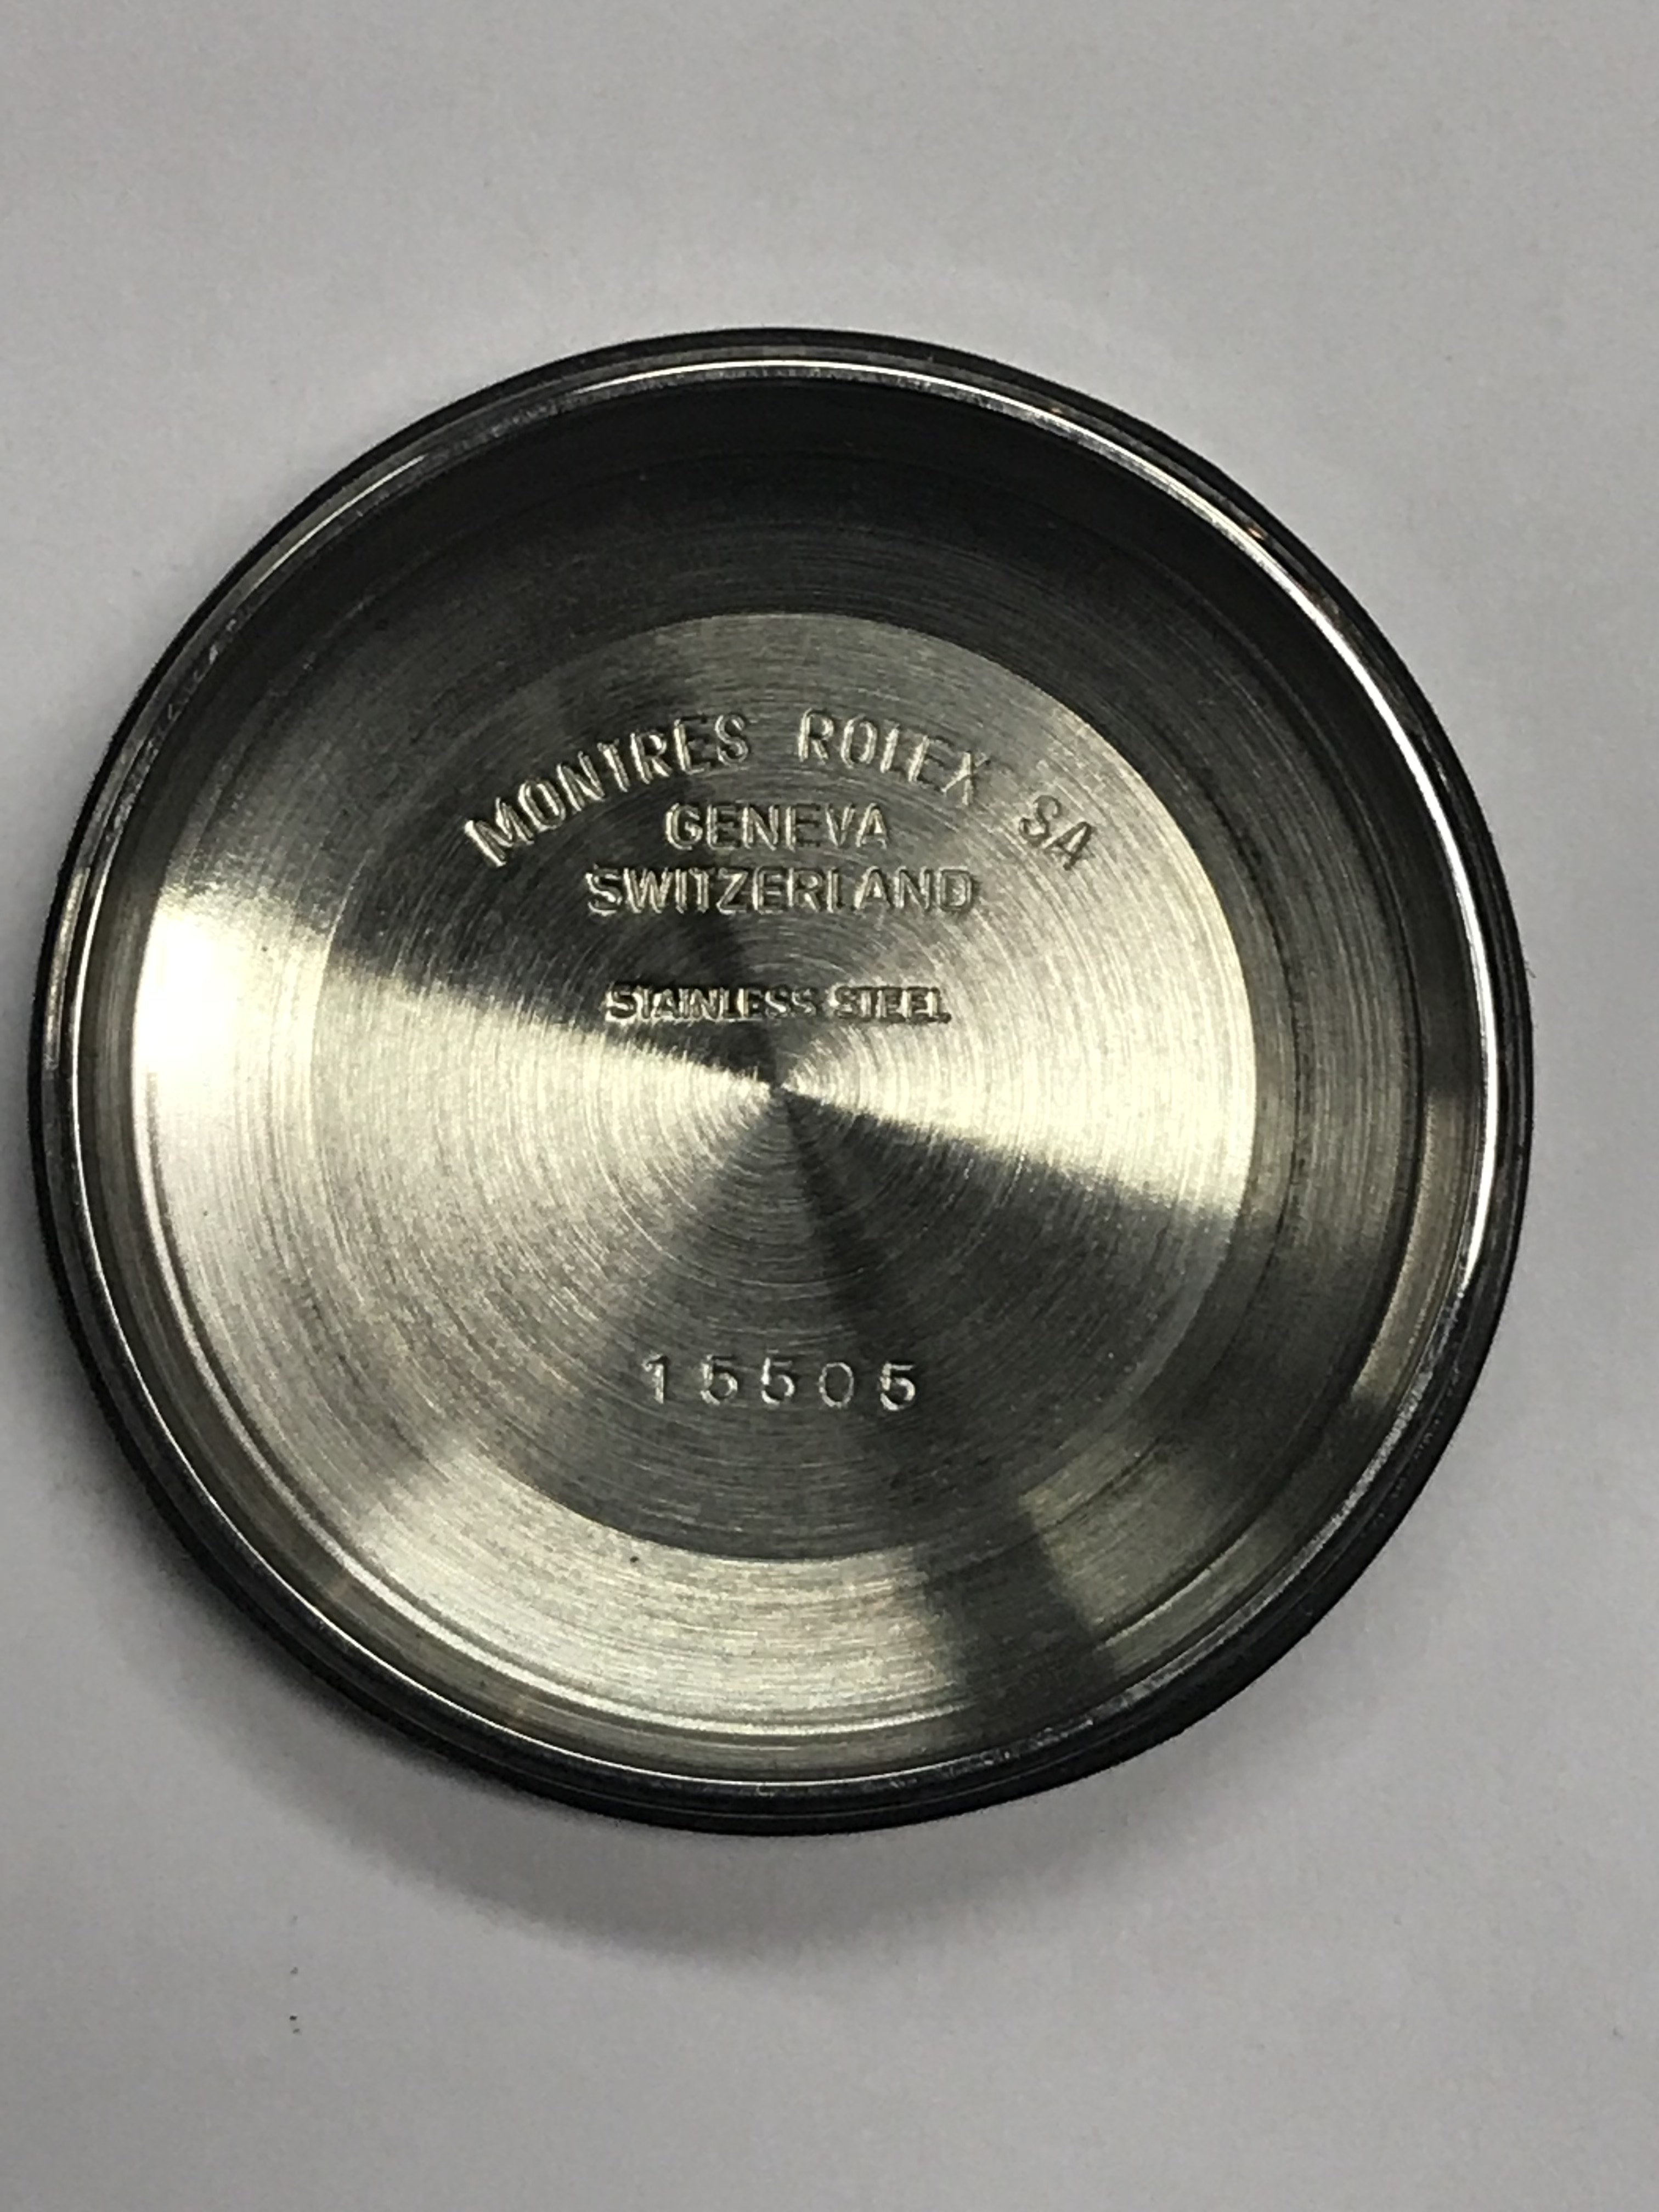 MONTRES ROLEX SA
GENEVA
SWITZERLAND
STAINLESS STEEL
15505